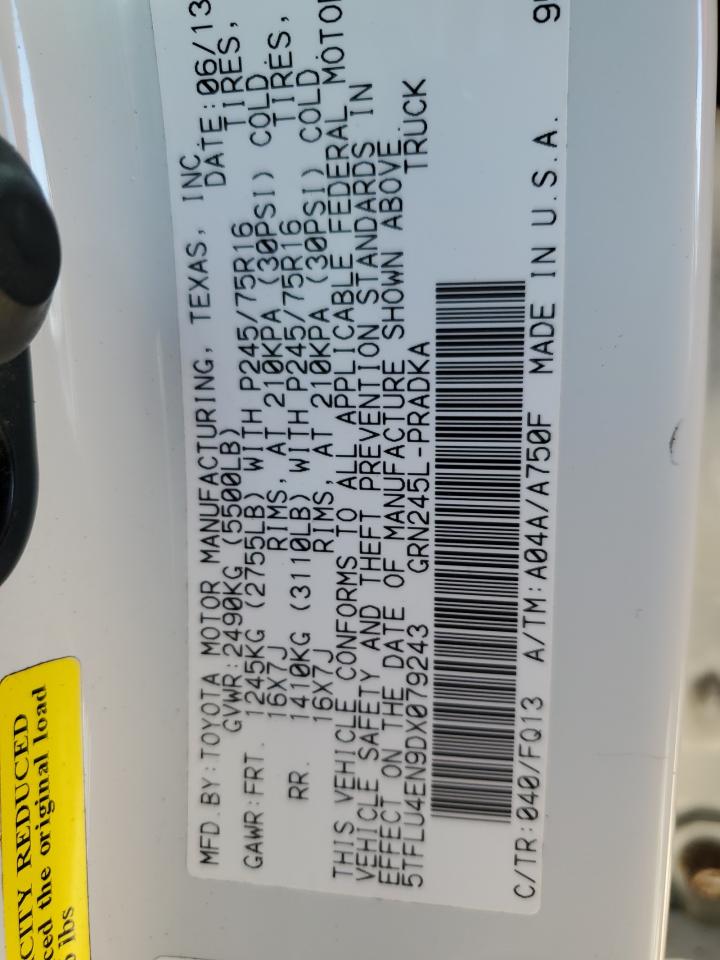 MFD. BY: TOYOTA MOTOR MANUFACTURING, TEXAS, INC.
GVWR: 2490KG (5500LB) DATE: 06/13
GAWR: FRT. 1245KG (2755LB) WITH P245/75R16 TIRES,
16X7J RIMS, AT 210KPA (30PSI) COLD
RR. 1410KG (3110LB) WITH P245/75R16 TIRES,
16X7J RIMS, AT 210KPA (30PSI) COLD
THIS VEHICLE CONFORMS TO ALL APPLICABLE FEDERAL MOTOR
VEHICLE SAFETY AND THEFT PREVENTION STANDARDS IN
EFFECT ON THE DATE OF MANUFACTURE SHOWN ABOVE.
5TFLU4EN9DX079243 GRN245L-PRADKA TRUCK
C/TR: 040/FQ13 A/TM: A04A/A750F MADE IN U.S.A.
REDUCED
the original load
lbs